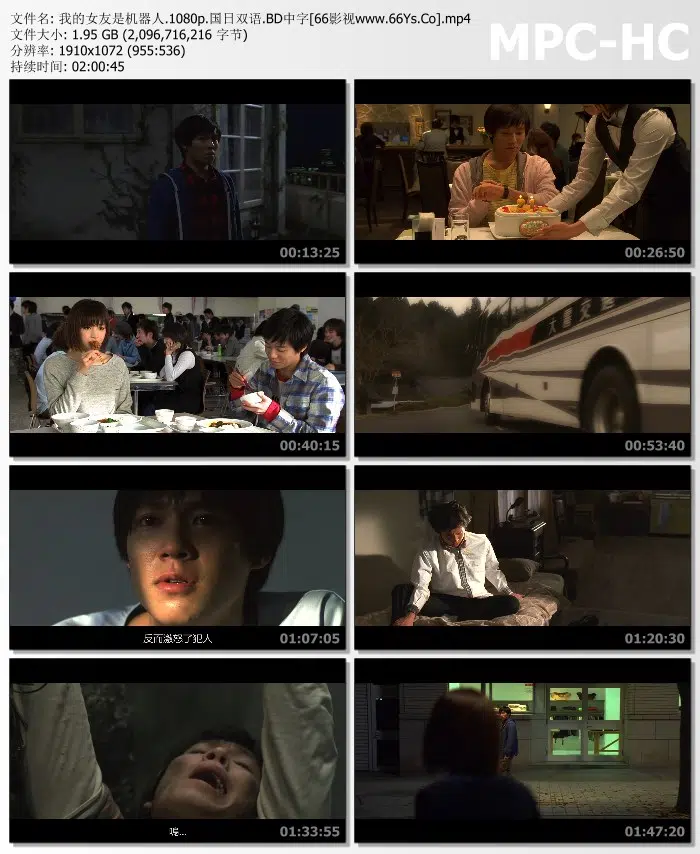 文件名: 我的女友是机器人.1080p.国日双语.BD中字[66影视www.66Ys.Co].mp4
MPC-HC
文件大小: 1.95 GB (2,096,716,216 字节)
分辨率: 1910x1072 (955:536)
持续时间: 02:00:45
00:13:25
00:26:50
00:40:15
00:53:40
反而激怒了犯人
01:07:05
01:20:30
嗯...
01:33:55
01:47:20